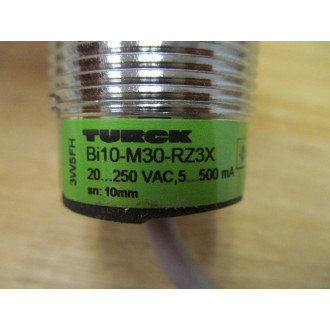 TURCK
Bi10-M30-RZ3X
20...250 VAC,5...500 mA
sn: 10mm
3W5FH